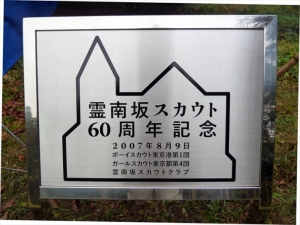 霊南坂スカウト
60周年記念
2007年8月9日
ボーイスカウト東京港第1団
ガールスカウト東京都第4団
霊南坂スカウトクラブ